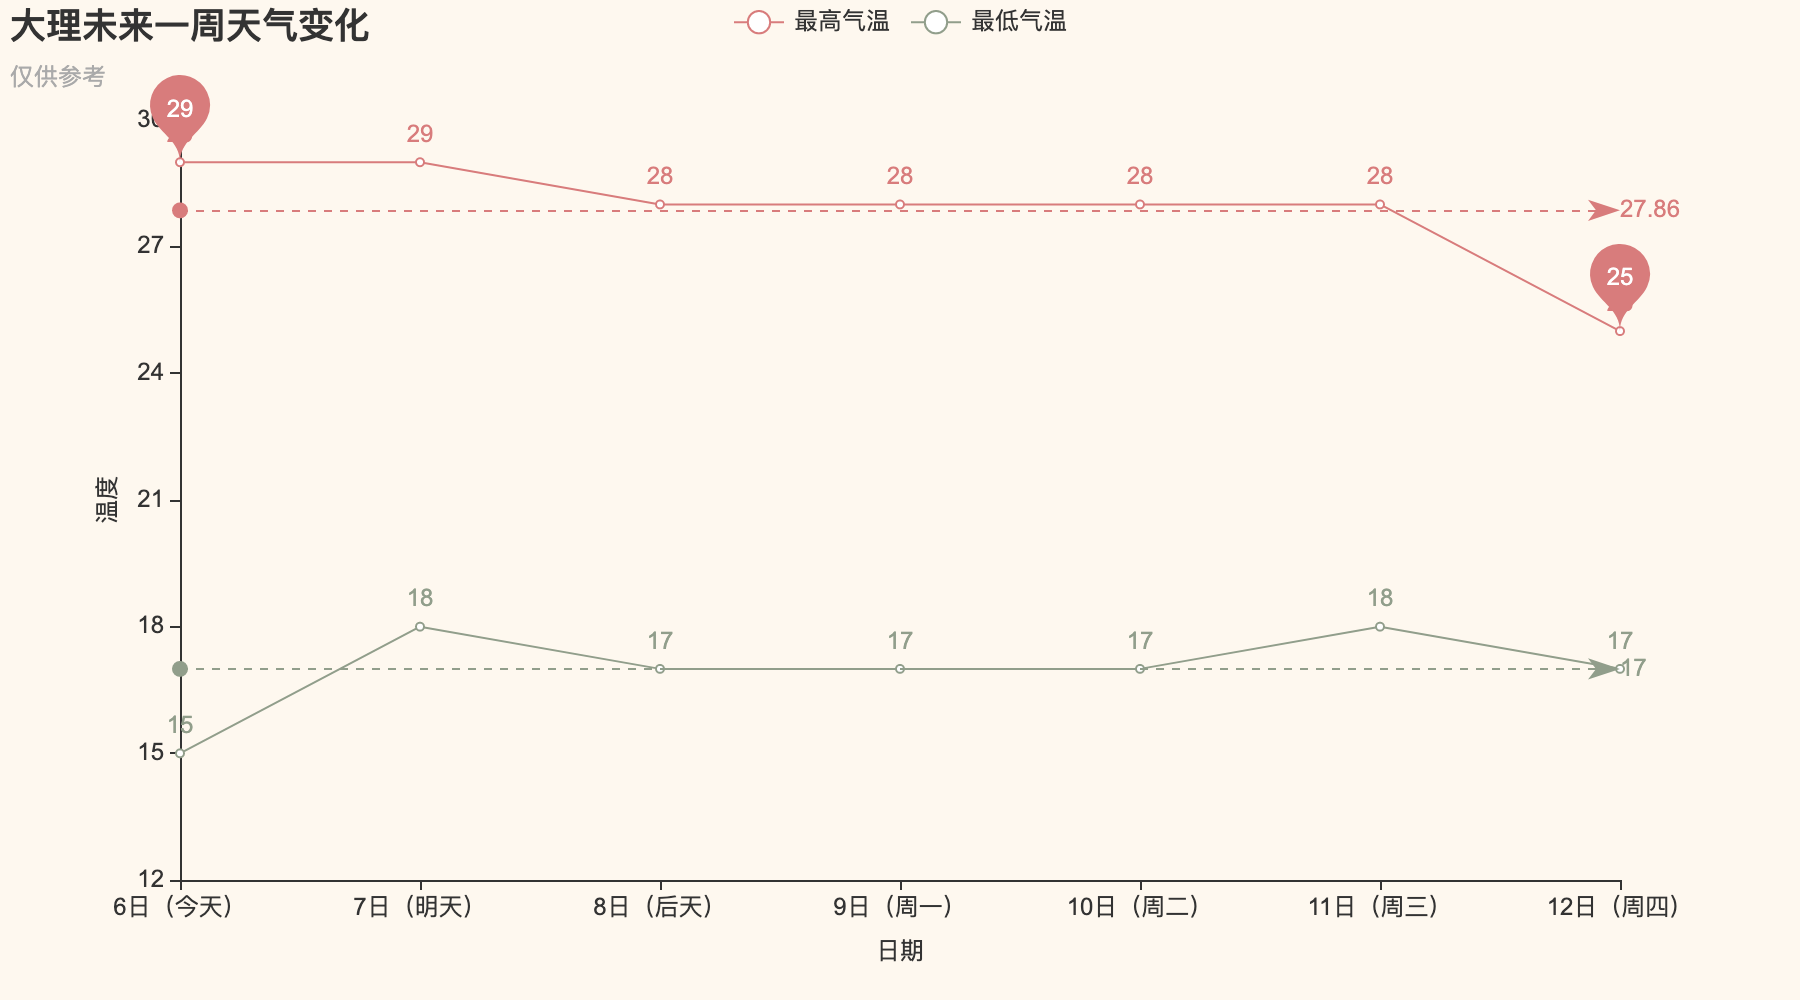 大理未来一周天气变化
仅供参考
最高气温
最低气温
30
27
24
21
18
15
12
温度
29
29
28
28
28
28
25
27.86
15
18
17
17
17
18
17
17
6日（今天）
7日（明天）
8日（后天）
9日（周一）
10日（周二）
11日（周三）
12日（周四）
日期